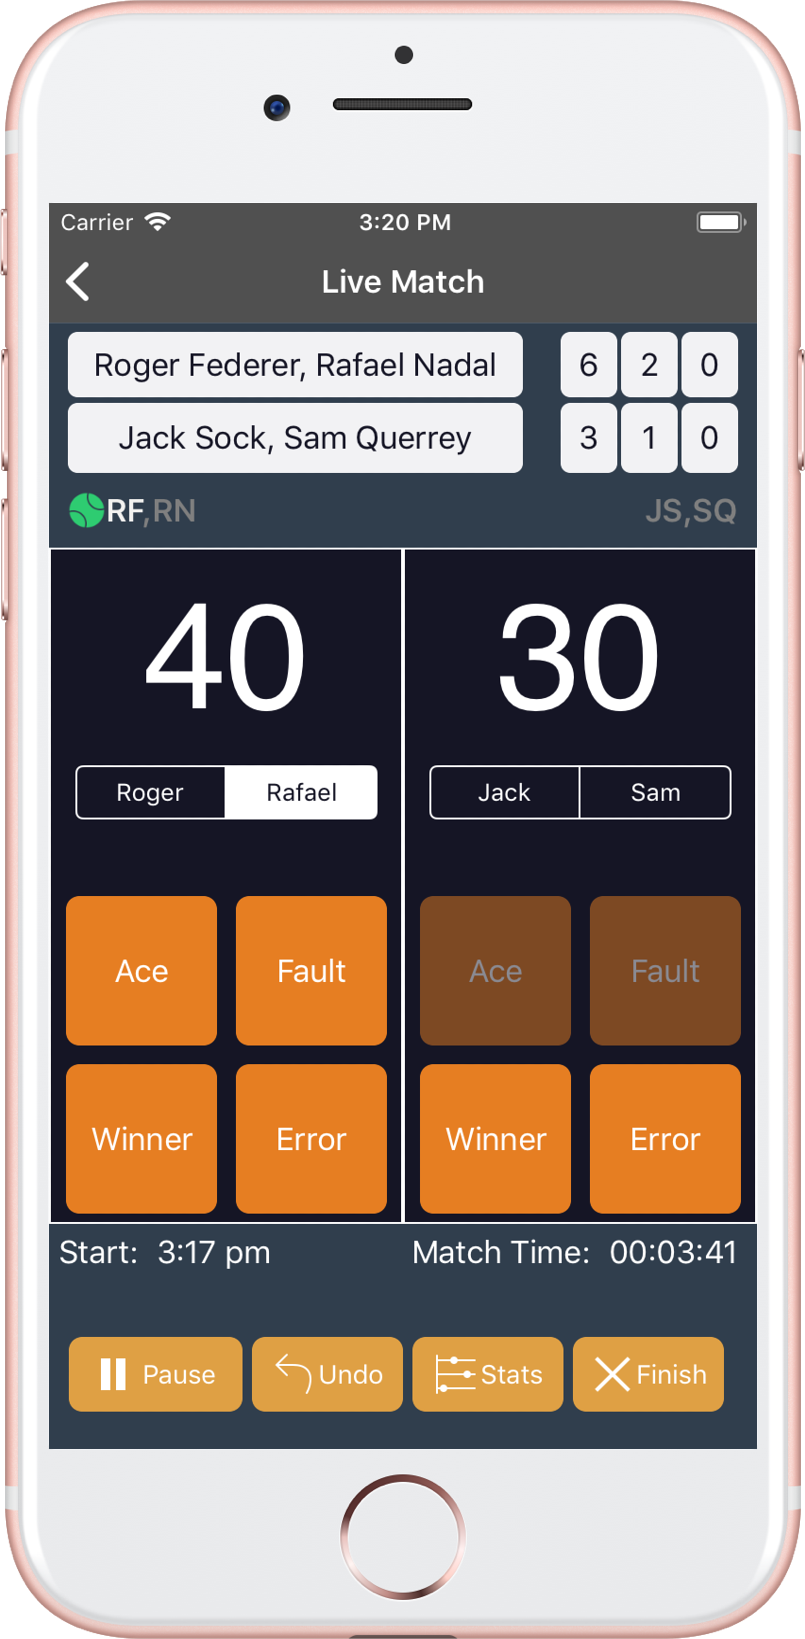 Carrier 3:20 PM
Live Match
Roger Federer, Rafael Nadal 6 2 0
Jack Sock, Sam Querrey 3 1 0
RF,RN JS,SQ
40 30
Roger Rafael Jack Sam
Ace Fault Ace Fault
Winner Error Winner Error
Start: 3:17 pm Match Time: 00:03:41
Pause Undo Stats Finish